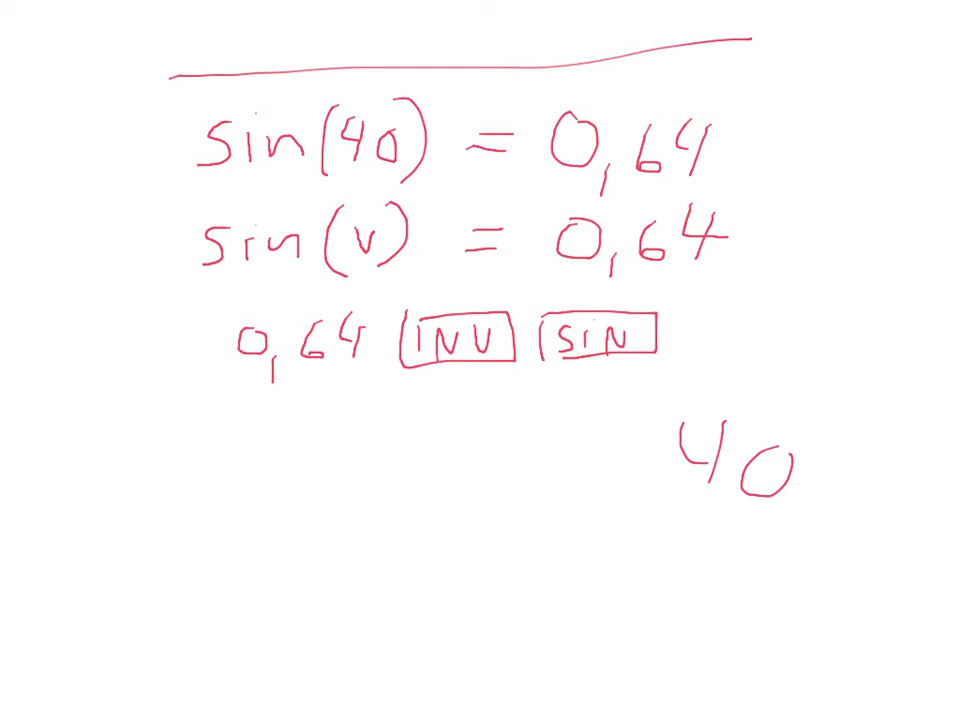 sin(40) = 0,64
sin(v) = 0,64
0,64 INV SIN
40